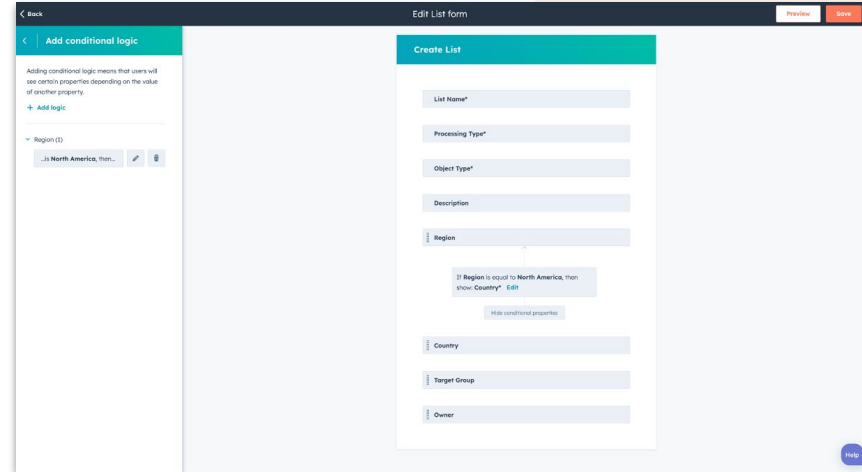 Back
Edit List form
Preview
Save
Add conditional logic
Adding conditional logic means that users will
see certain properties depending on the value
of another property.
+ Add logic
Region (1)
...is North America, then...
Create List
List Name*
Processing Type*
Object Type*
Description
Region
If Region is equal to North America, then
show: Country* Edit
Hide conditional properties
Country
Target Group
Owner
Help